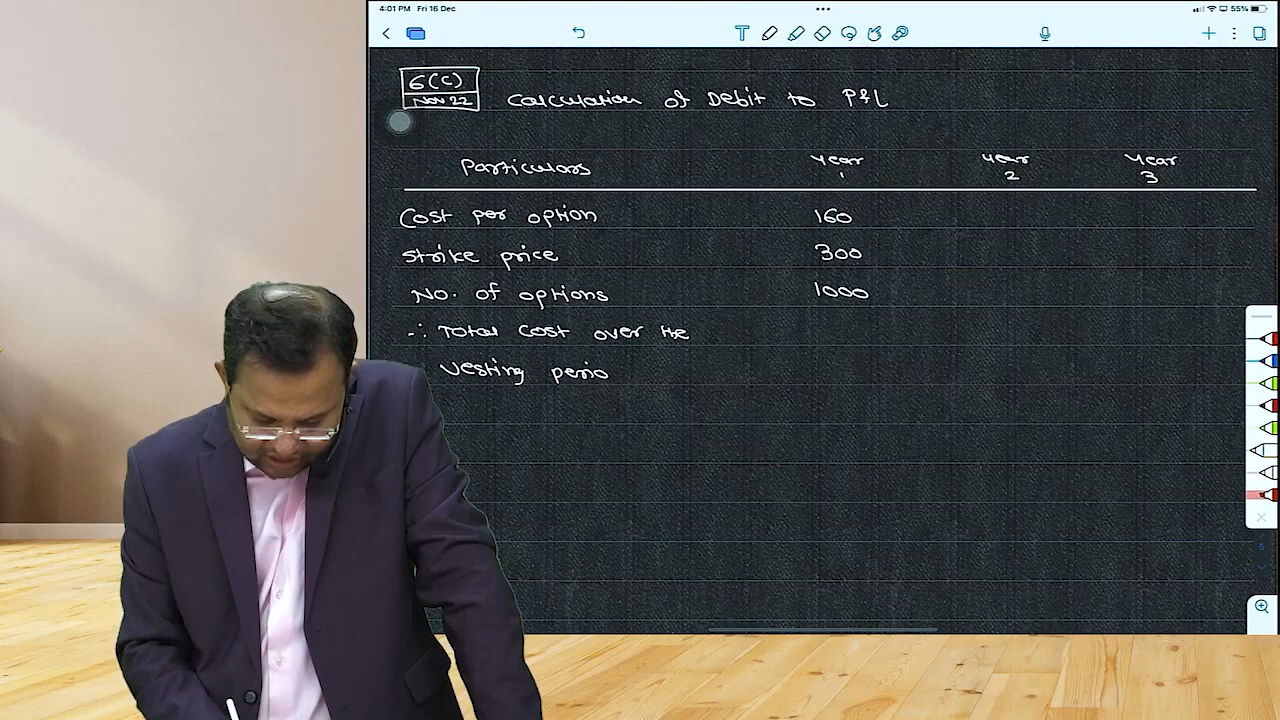 4:01 PM Fri 16 Dec
55%
6(c)
Nov 22
Calculation of Debit to P&L
Particulars Year 1 Year 2 Year 3
Cost per option 160
Strike price 300
No. of options 1000
∴ Total cost over the
vesting perio
5